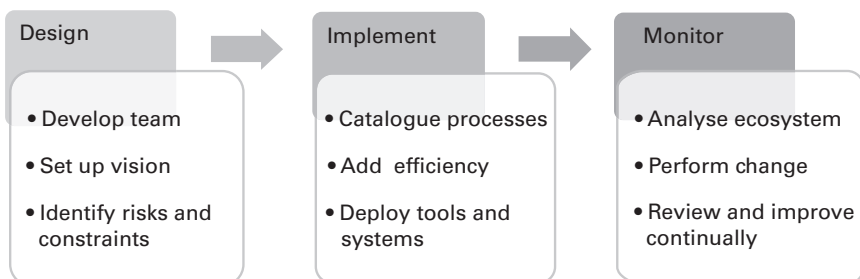 Design
• Develop team
• Set up vision
• Identify risks and
constraints
Implement
• Catalogue processes
• Add efficiency
• Deploy tools and
systems
Monitor
• Analyse ecosystem
• Perform change
• Review and improve
continually